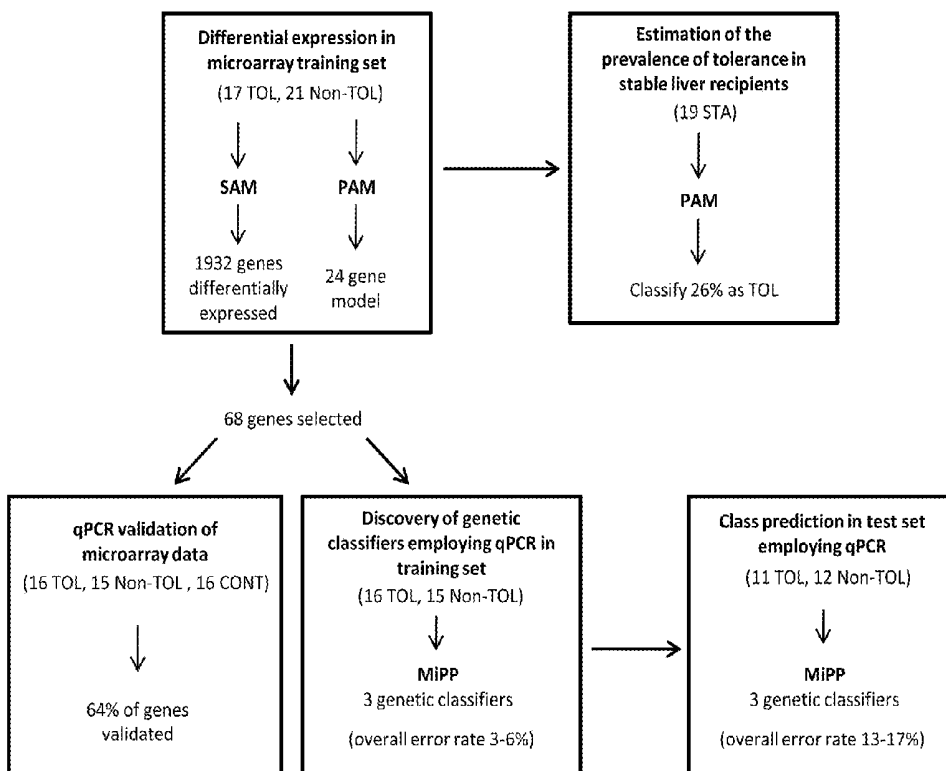 Differential expression in
microarray training set
(17 TOL, 21 Non-TOL)
SAM
PAM
1932 genes
differentially
expressed
24 gene
model
Estimation of the
prevalence of tolerance in
stable liver recipients
(19 STA)
PAM
Classify 26% as TOL
68 genes selected
qPCR validation of
microarray data
(16 TOL, 15 Non-TOL , 16 CONT)
64% of genes
validated
Discovery of genetic
classifiers employing qPCR in
training set
(16 TOL, 15 Non-TOL)
MiPP
3 genetic classifiers
(overall error rate 3-6%)
Class prediction in test set
employing qPCR
(11 TOL, 12 Non-TOL)
MiPP
3 genetic classifiers
(overall error rate 13-17%)